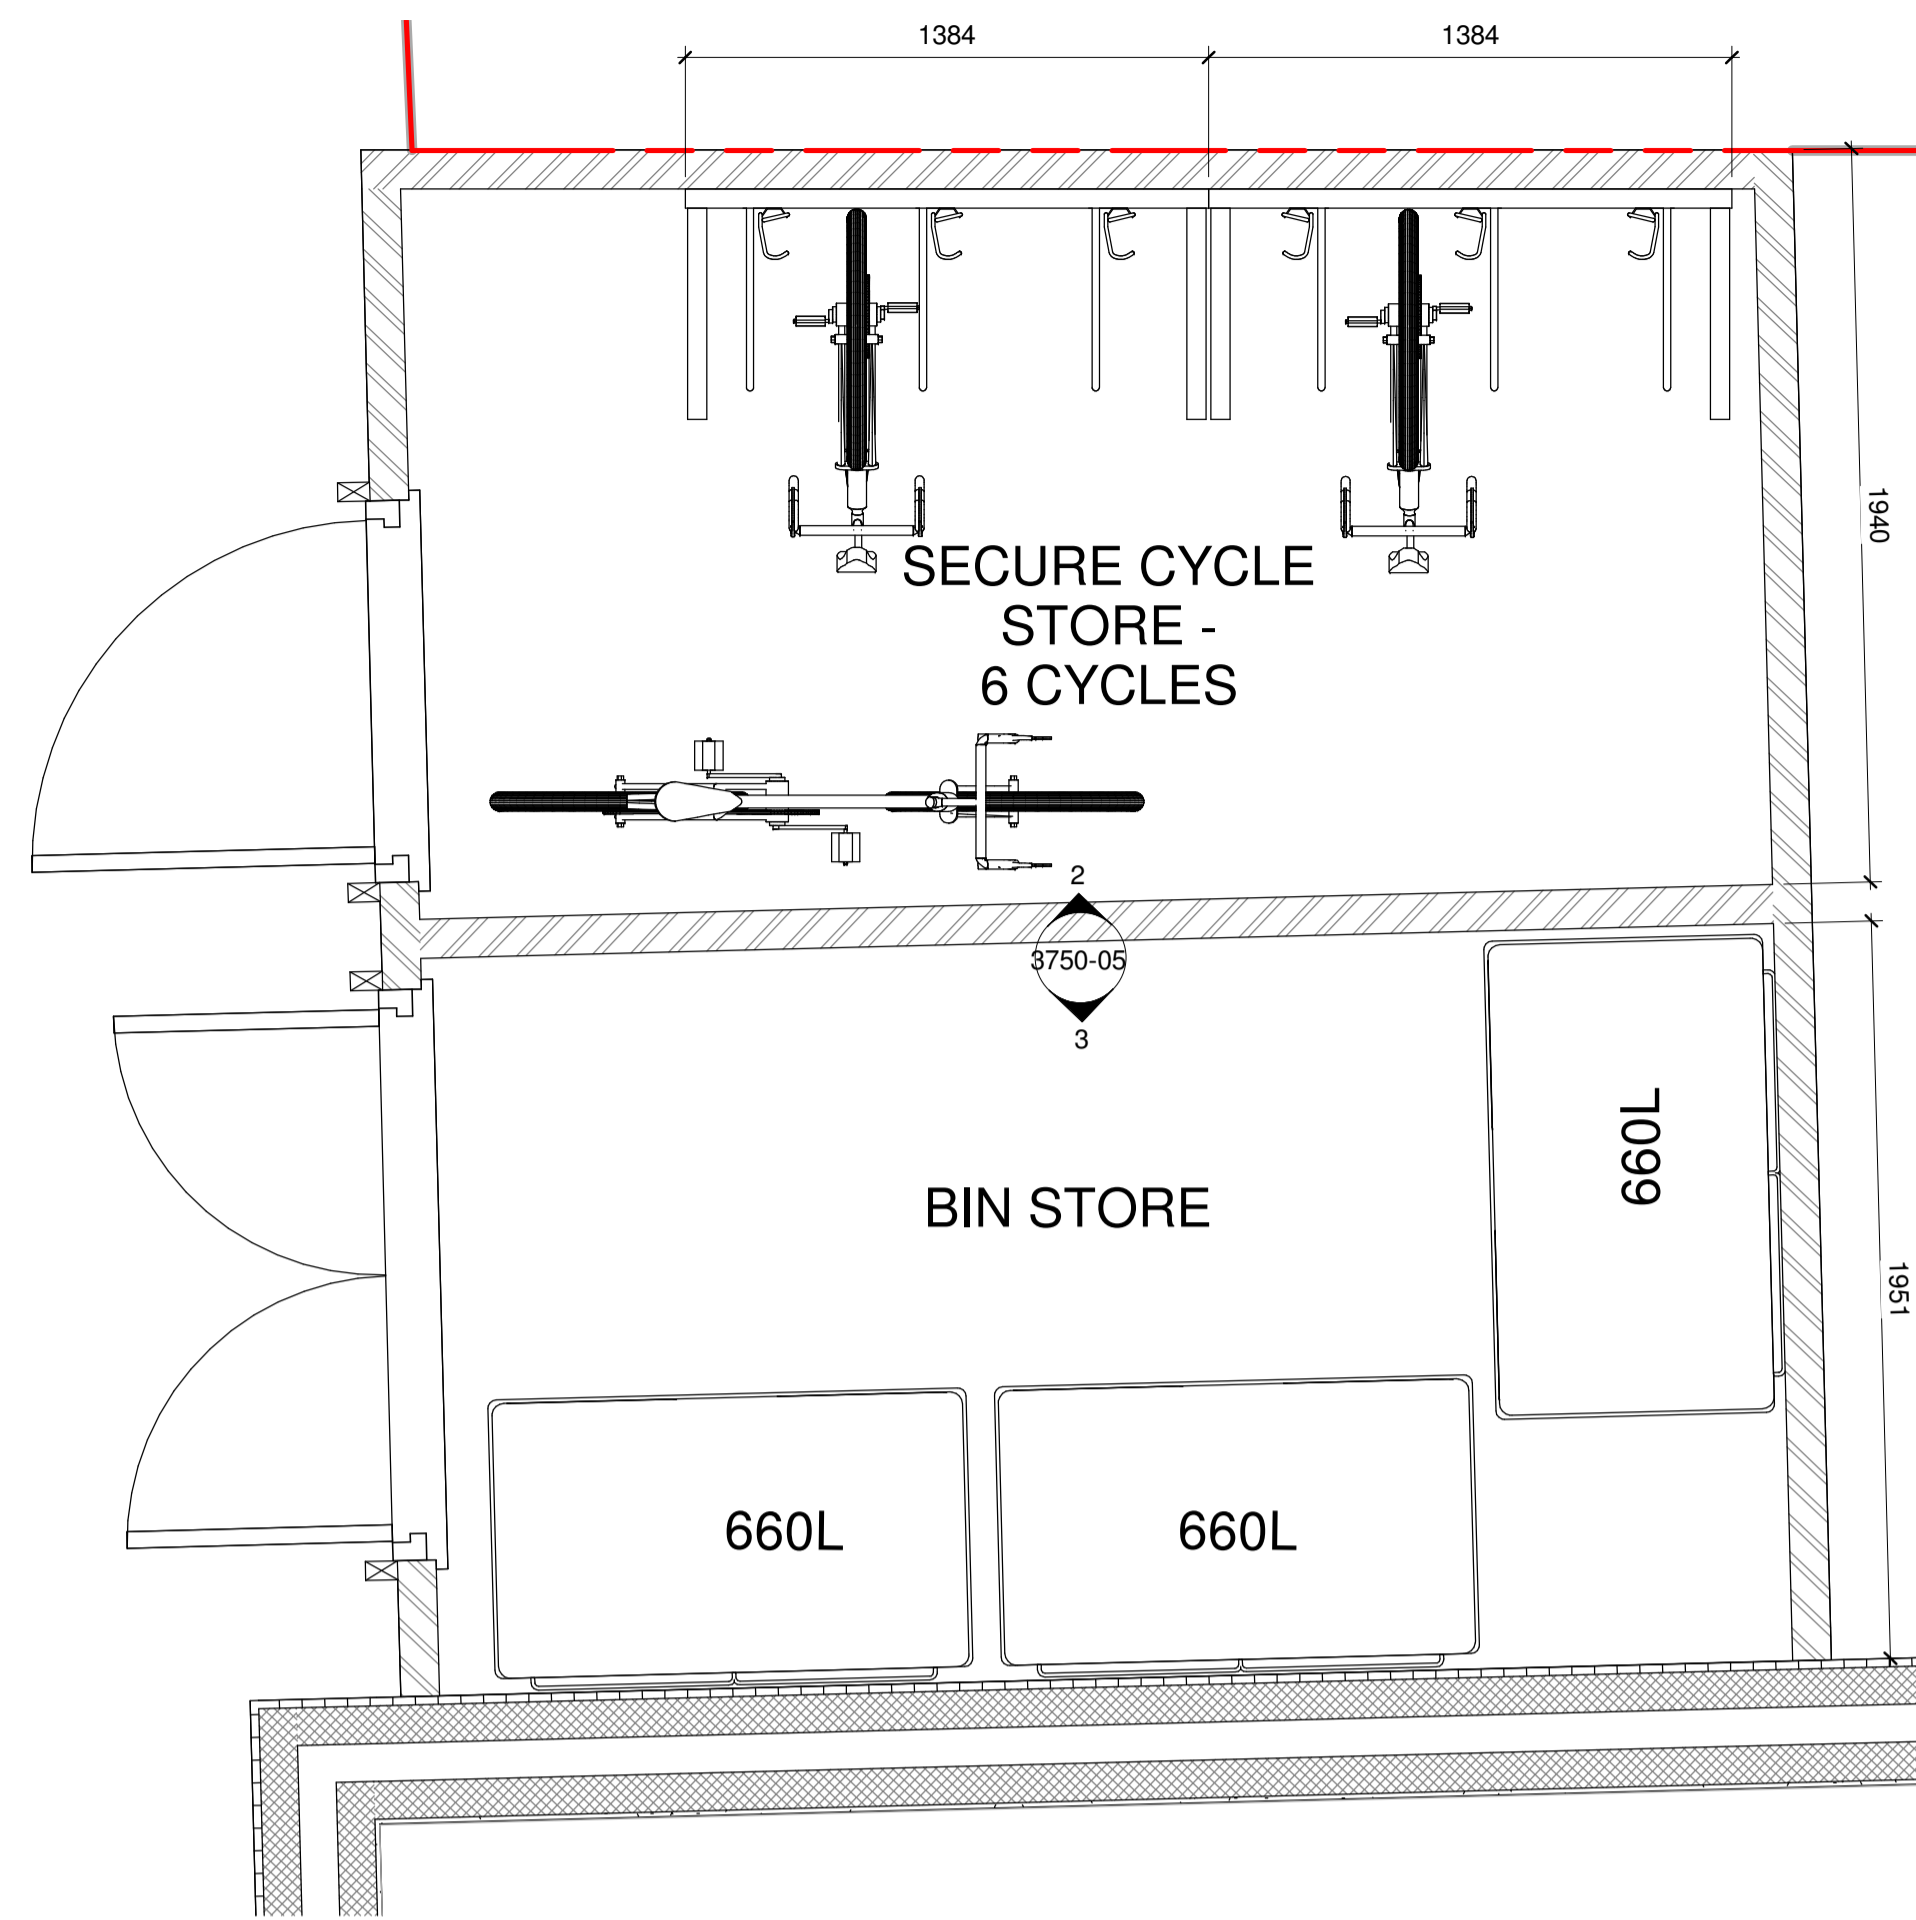 1384
1384
1940
SECURE CYCLE
STORE -
6 CYCLES
2
3750-05
3
660L
BIN STORE
1951
660L
660L